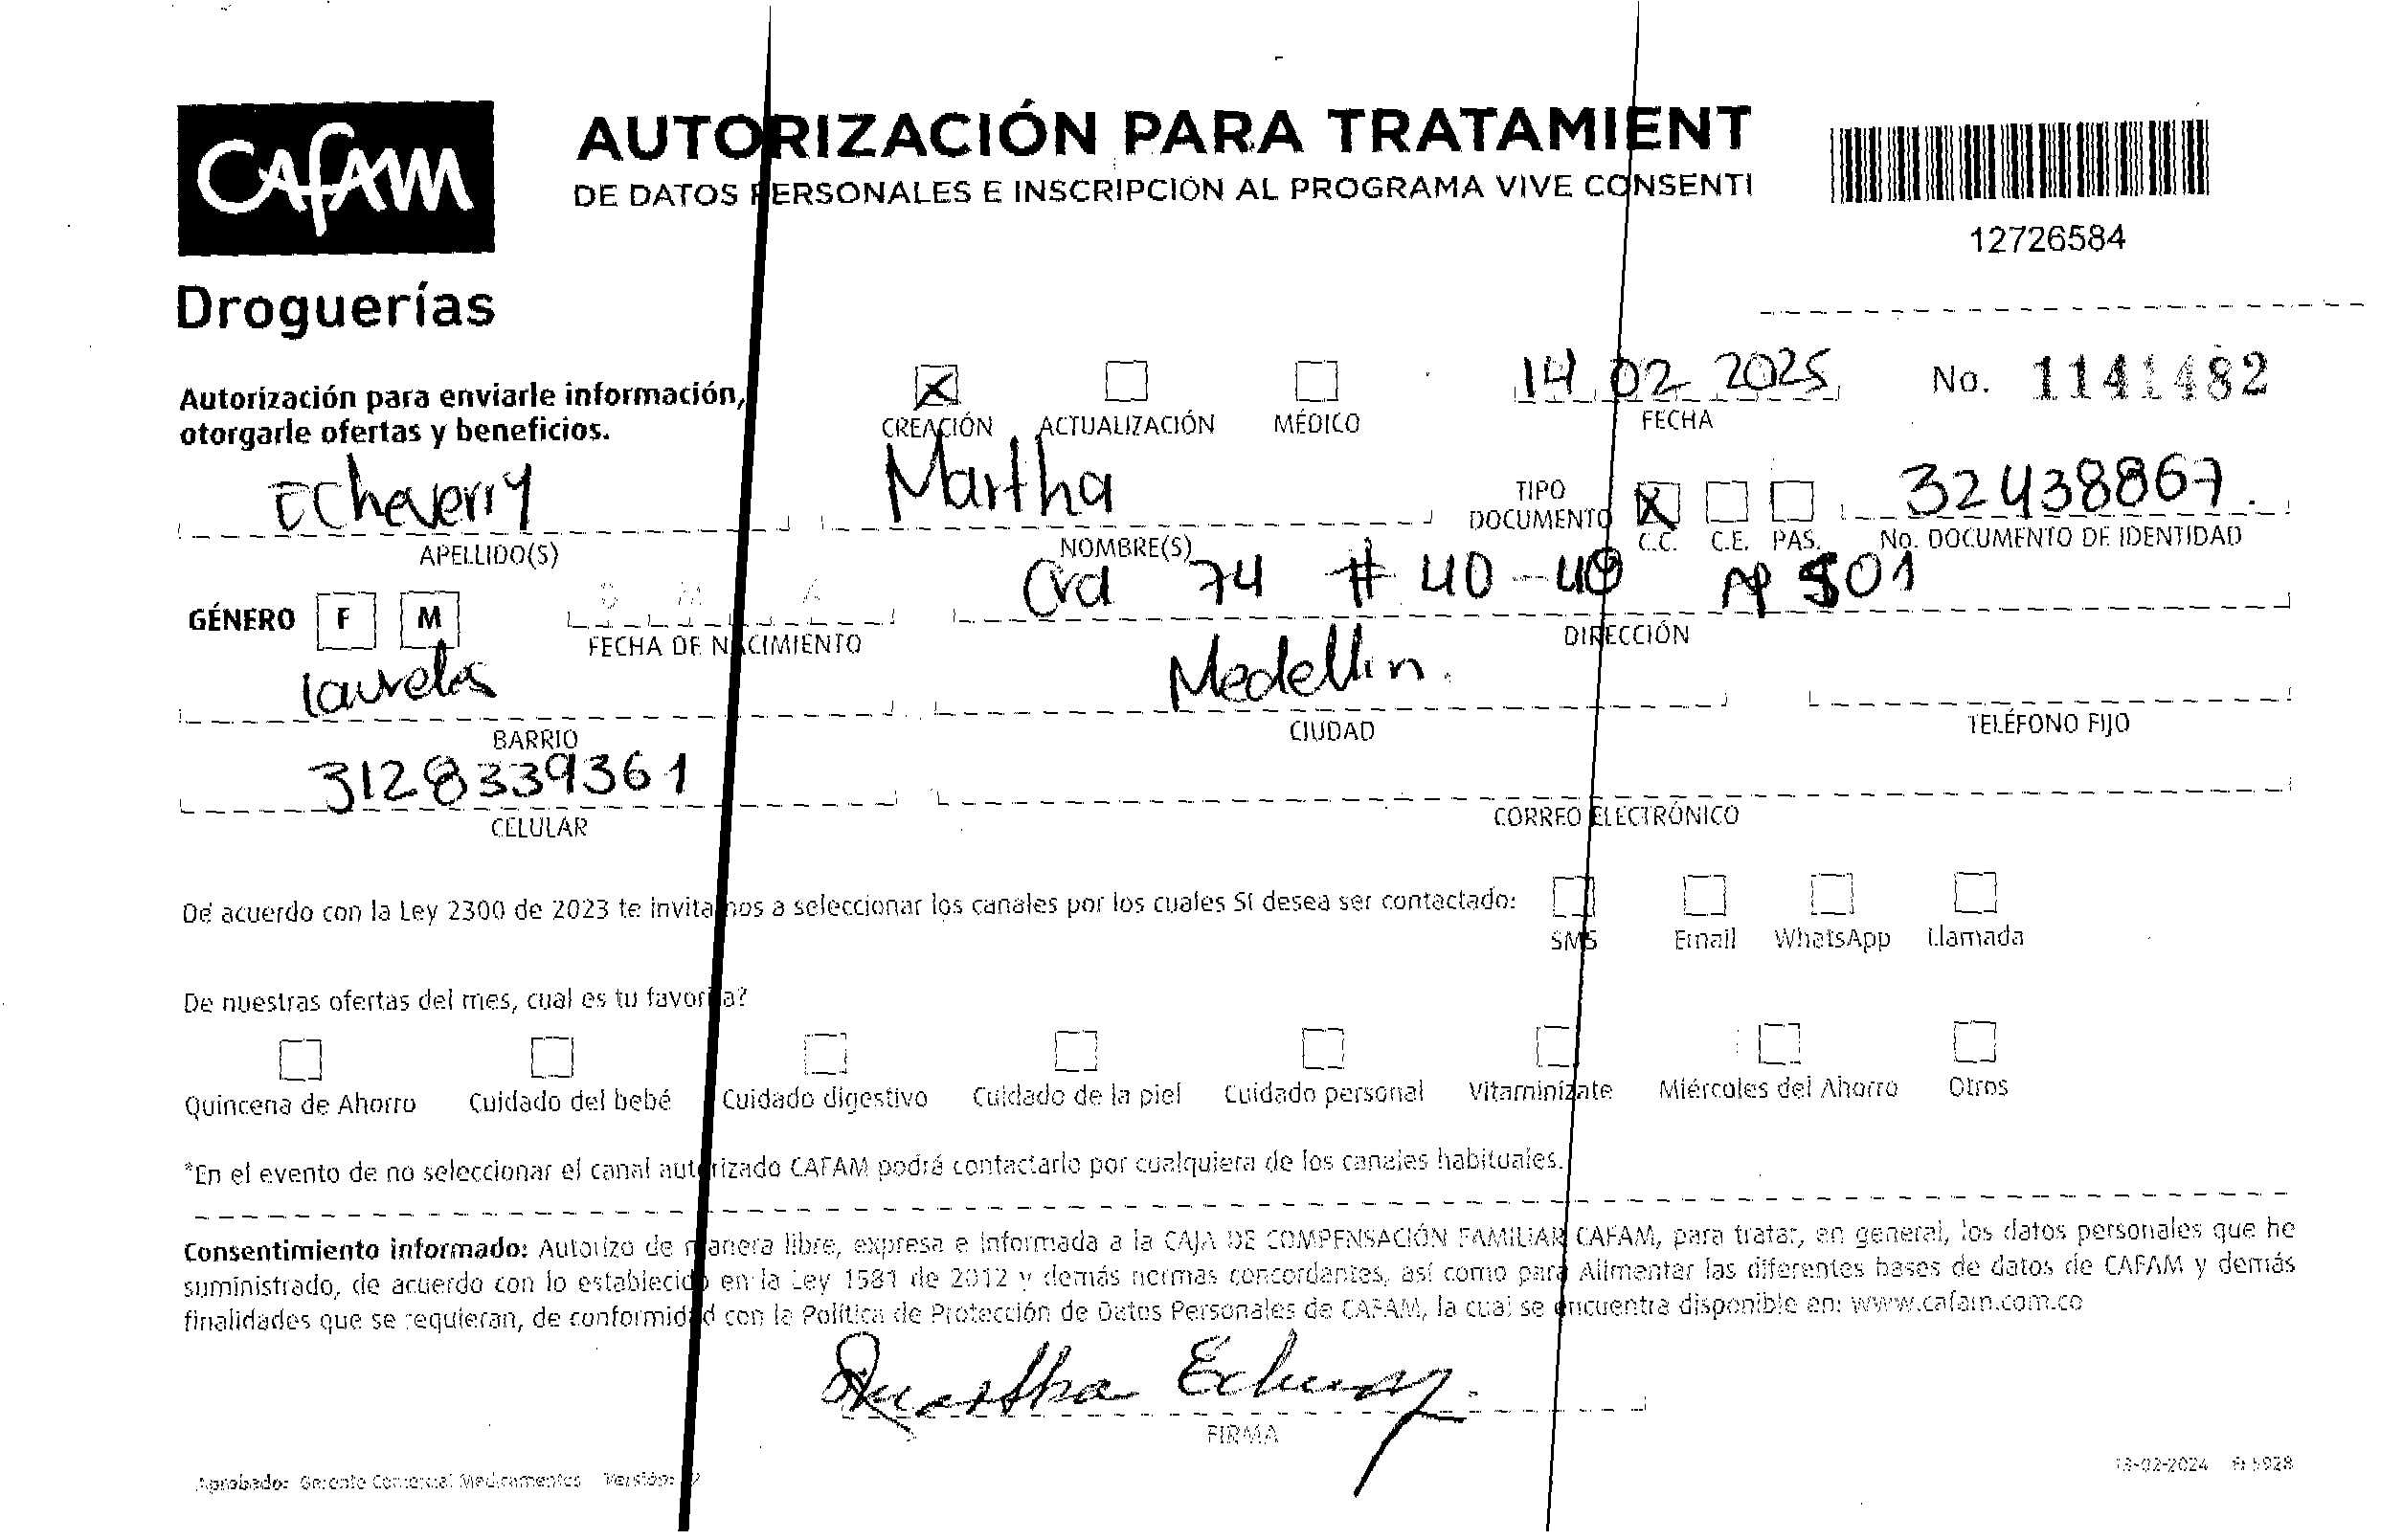 CAFAM
Droguerías
AUTORIZACIÓN PARA TRATAMIENT
DE DATOS PERSONALES E INSCRIPCIÓN AL PROGRAMA VIVE CONSENTI
12726584
Autorización para enviarle información,
otorgarle ofertas y beneficios.
X
CREACIÓN ACTUALIZACIÓN MÉDICO
14 02 2025
FECHA
No. 1141482
Echeverry
APELLIDO(S)
Martha
NOMBRE(S)
TIPO
DOCUMENTO
X
C.C. C.E. PAS.
32438867.
No. DOCUMENTO DE IDENTIDAD
GÉNERO F M
D M A
FECHA DE NACIMIENTO
Cra 74 # 40-40 Ap 501
DIRECCIÓN
laureles
BARRIO
Medellin.
CIUDAD
TELÉFONO FIJO
3128339361
CELULAR
CORREO ELECTRÓNICO
De acuerdo con la Ley 2300 de 2023 te invitamos a seleccionar los canales por los cuales SÍ desea ser contactado:
SMS Email WhatsApp Llamada
De nuestras ofertas del mes, cual es tu favorita?
Quincena de Ahorro Cuidado del bebé Cuidado digestivo Cuidado de la piel Cuidado personal Vitaminízate Miércoles del Ahorro Otros
*En el evento de no seleccionar el canal autorizado CAFAM podrá contactarlo por cualquiera de los canales habituales.
Consentimiento informado: Autorizo de manera libre, expresa e informada a la CAJA DE COMPENSACIÓN FAMILIAR CAFAM, para tratar, en general, los datos personales que he
suministrado, de acuerdo con lo establecido en la Ley 1581 de 2012 y demás normas concordantes, así como para Alimentar las diferentes bases de datos de CAFAM y demás
finalidades que se requieran, de conformidad con la Política de Protección de Datos Personales de CAFAM, la cual se encuentra disponible en: www.cafam.com.co
Martha Echeverry
FIRMA
Aprobado: Gerente Comercial Medicamentos Versión:
13-02-2024